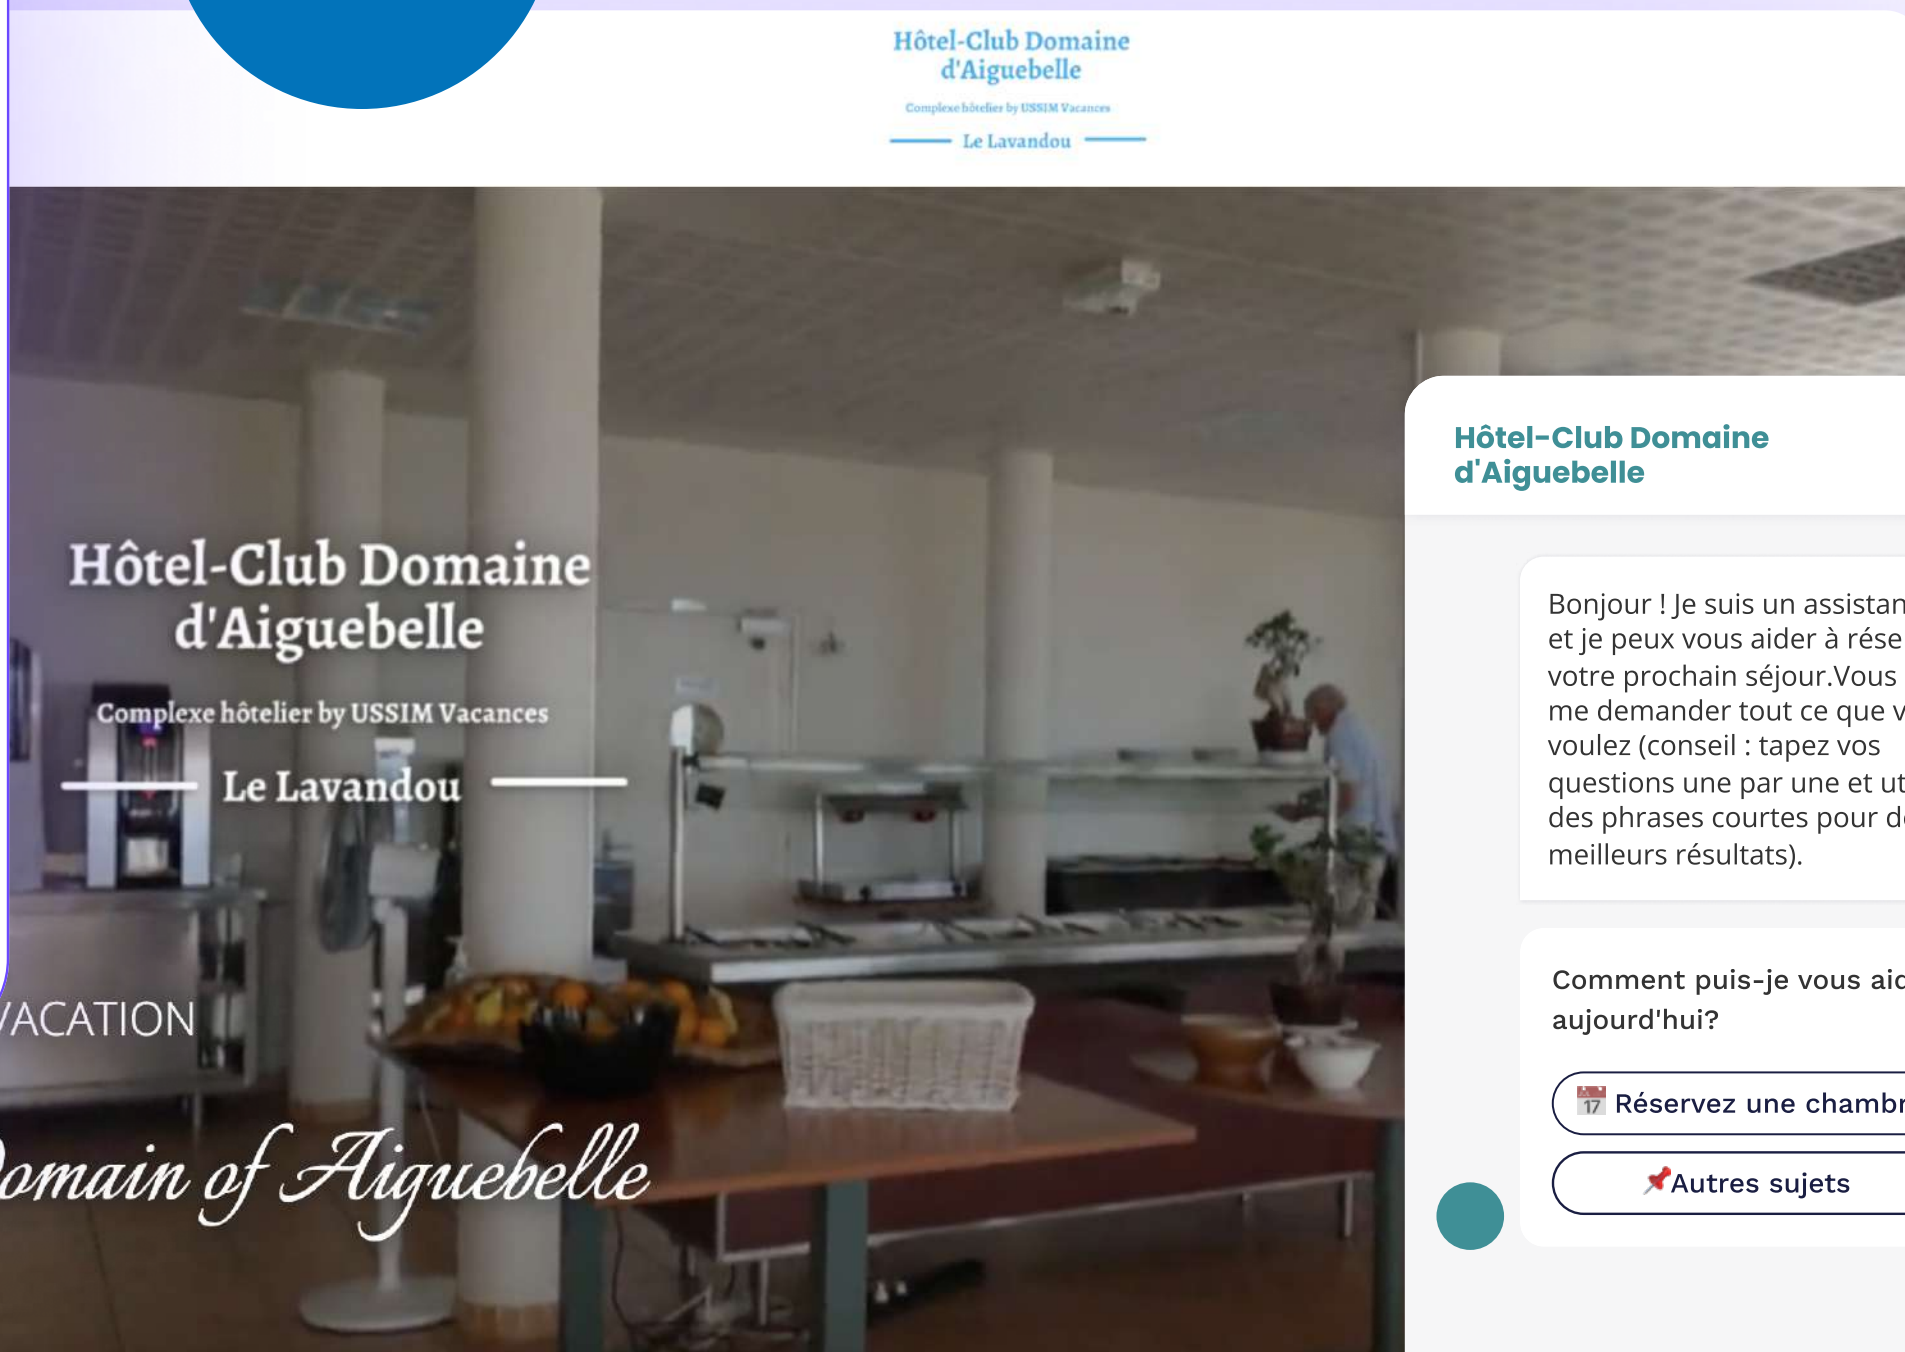 Hôtel-Club Domaine
d'Aiguebelle
Complexe hôtelier by USSIM Vacances
Le Lavandou
Hôtel-Club Domaine
d'Aiguebelle
Complexe hôtelier by USSIM Vacances
Le Lavandou
VACATION
omain of Aiguebelle
Hôtel-Club Domaine
d'Aiguebelle
Bonjour ! Je suis un assistan
et je peux vous aider à rése
votre prochain séjour.Vous
me demander tout ce que v
voulez (conseil : tapez vos
questions une par une et ut
des phrases courtes pour d
meilleurs résultats).
Comment puis-je vous aid
aujourd'hui?
17 Réservez une chambr
Autres sujets